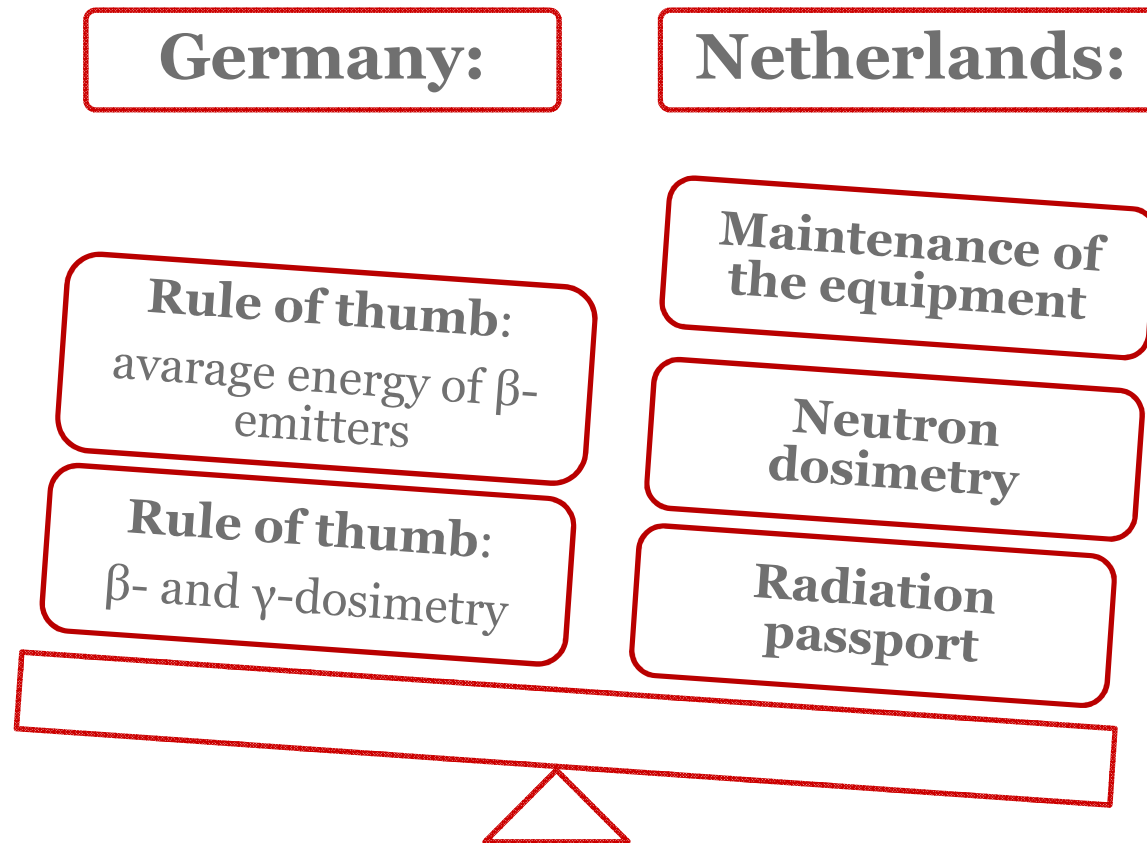 Germany:
Rule of thumb:
avarage energy of β-
emitters
Rule of thumb:
β- and γ-dosimetry
Netherlands:
Maintenance of
the equipment
Neutron
dosimetry
Radiation
passport